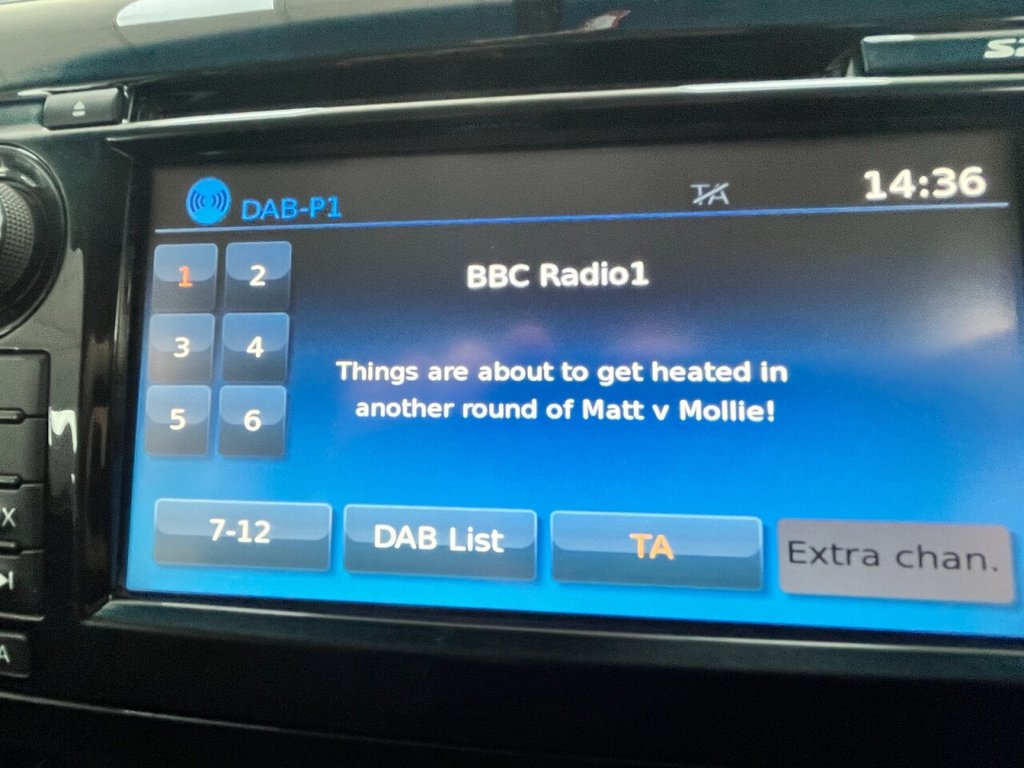 DAB-P1
TA
14:36
1
2
BBC Radio1
3
4
Things are about to get heated in
another round of Matt v Mollie!
5
6
7-12
DAB List
TA
Extra chan.
X
A